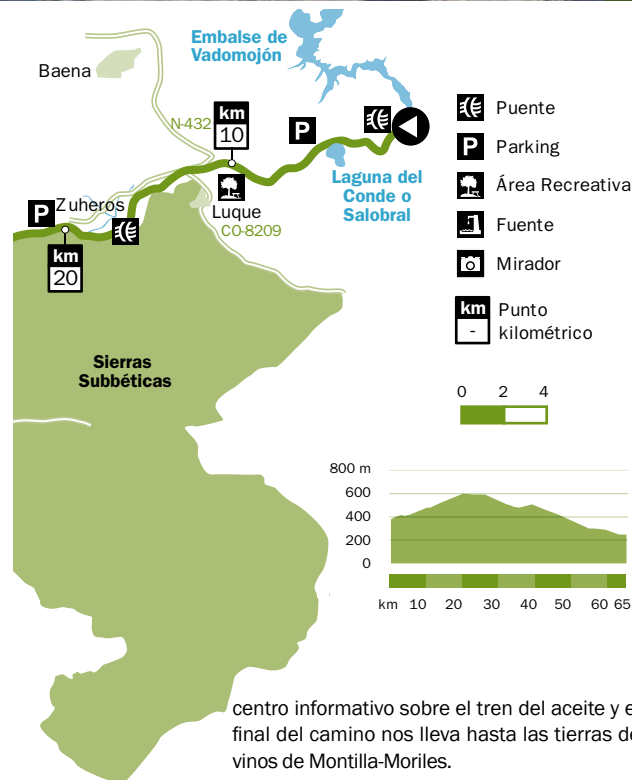 Embalse de
Vadomojón
Baena
km
10
N-432
P
Laguna del
Conde o
Salobral
Zuheros
P
Luque
CO-8209
km
20
Sierras
Subbéticas
Puente
P Parking
Área Recreativa
Fuente
Mirador
km Punto
- kilométrico
0 2 4
800 m
600
400
200
0
km 10 20 30 40 50 60 65
centro informativo sobre el tren del aceite y e
final del camino nos lleva hasta las tierras de
vinos de Montilla-Moriles.